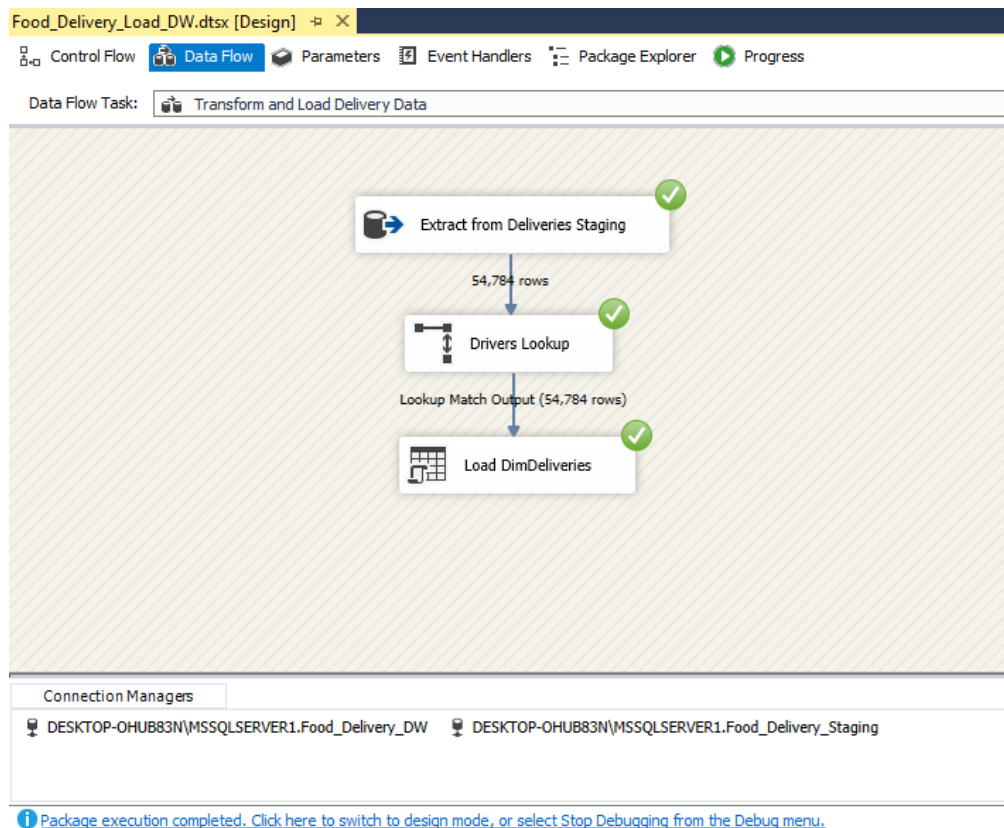 Food_Delivery_Load_DW.dtsx [Design]
Control Flow Data Flow Parameters Event Handlers Package Explorer Progress
Data Flow Task: Transform and Load Delivery Data
Extract from Deliveries Staging
54,784 rows
Drivers Lookup
Lookup Match Output (54,784 rows)
Load DimDeliveries
Connection Managers
DESKTOP-OHUB83N\MSSQLSERVER1.Food_Delivery_DW DESKTOP-OHUB83N\MSSQLSERVER1.Food_Delivery_Staging
Package execution completed. Click here to switch to design mode, or select Stop Debugging from the Debug menu.